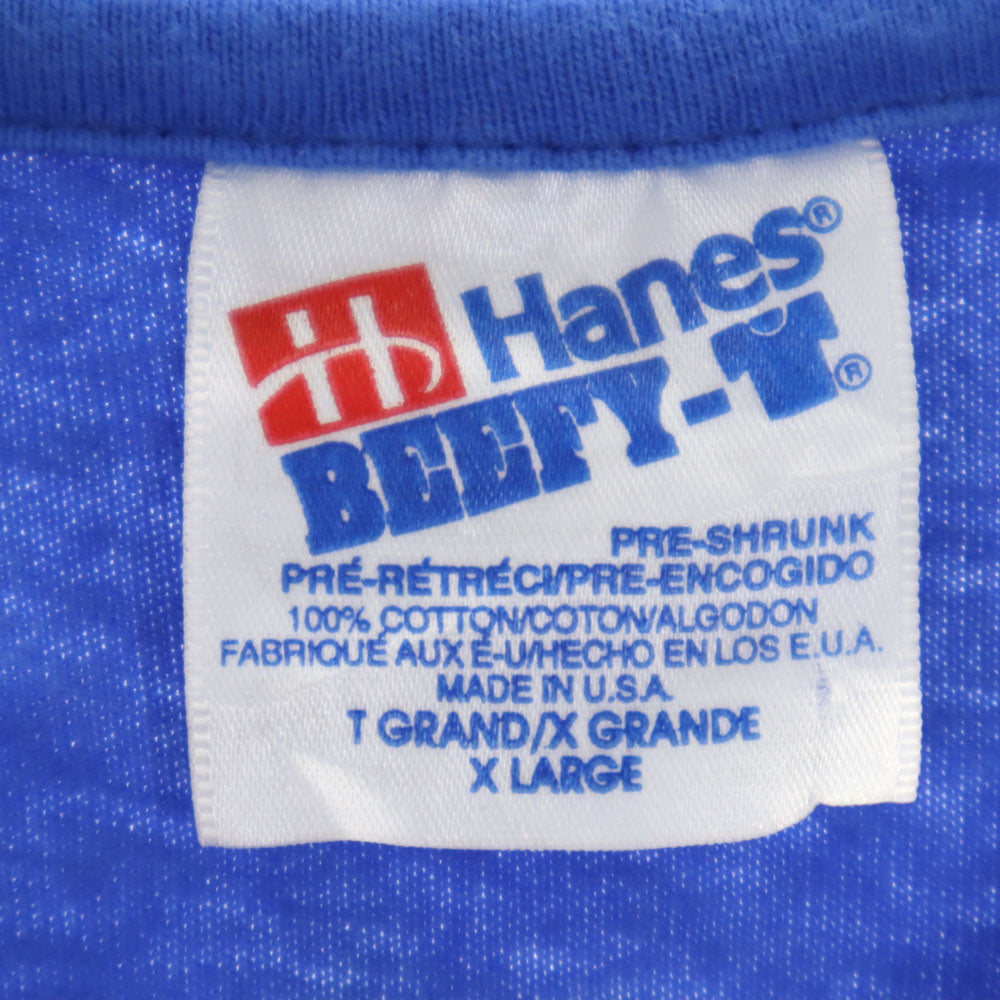 H Hanes®
BEEFY-T®
PRE-SHRUNK
PRÉ-RÉTRÉCI/PRE-ENCOGIDO
100% COTTON/COTON/ALGODON
FABRIQUÉ AUX É-U/HECHO EN LOS E.U.A.
MADE IN U.S.A.
T GRAND/X GRANDE
X LARGE